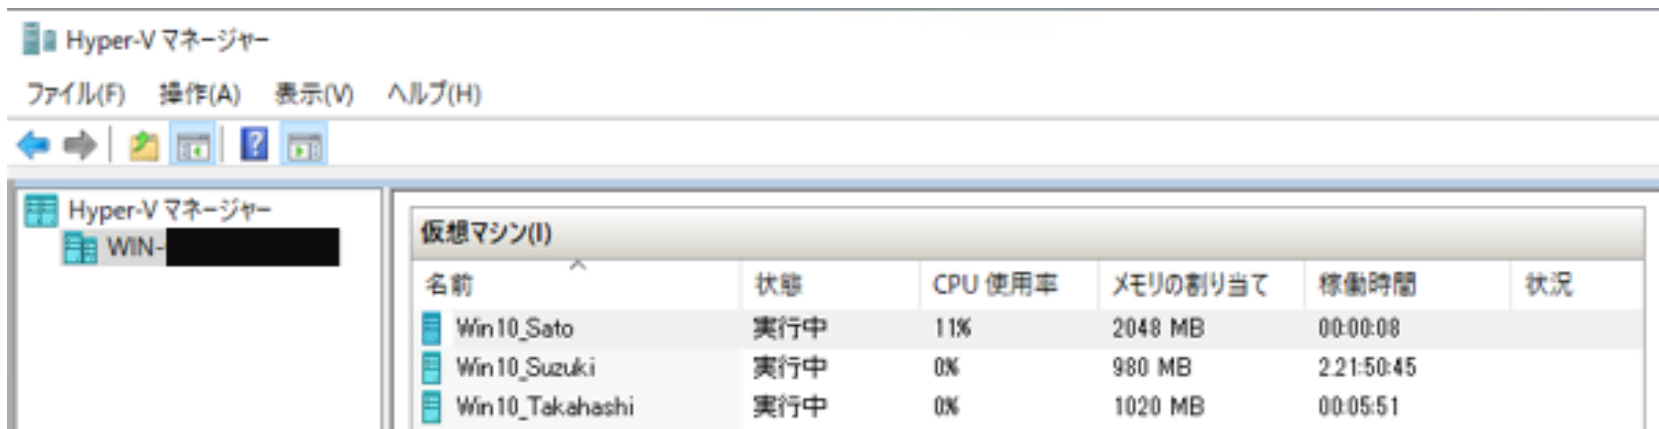 Hyper-V マネージャー
ファイル(F) 操作(A) 表示(V) ヘルプ(H)
Hyper-V マネージャー
WIN-
仮想マシン(I)
名前 状態 CPU 使用率 メモリの割り当て 稼働時間 状況
Win10_Sato 実行中 11% 2048 MB 00:00:08
Win10_Suzuki 実行中 0% 980 MB 2.21:50:45
Win10_Takahashi 実行中 0% 1020 MB 00:05:51